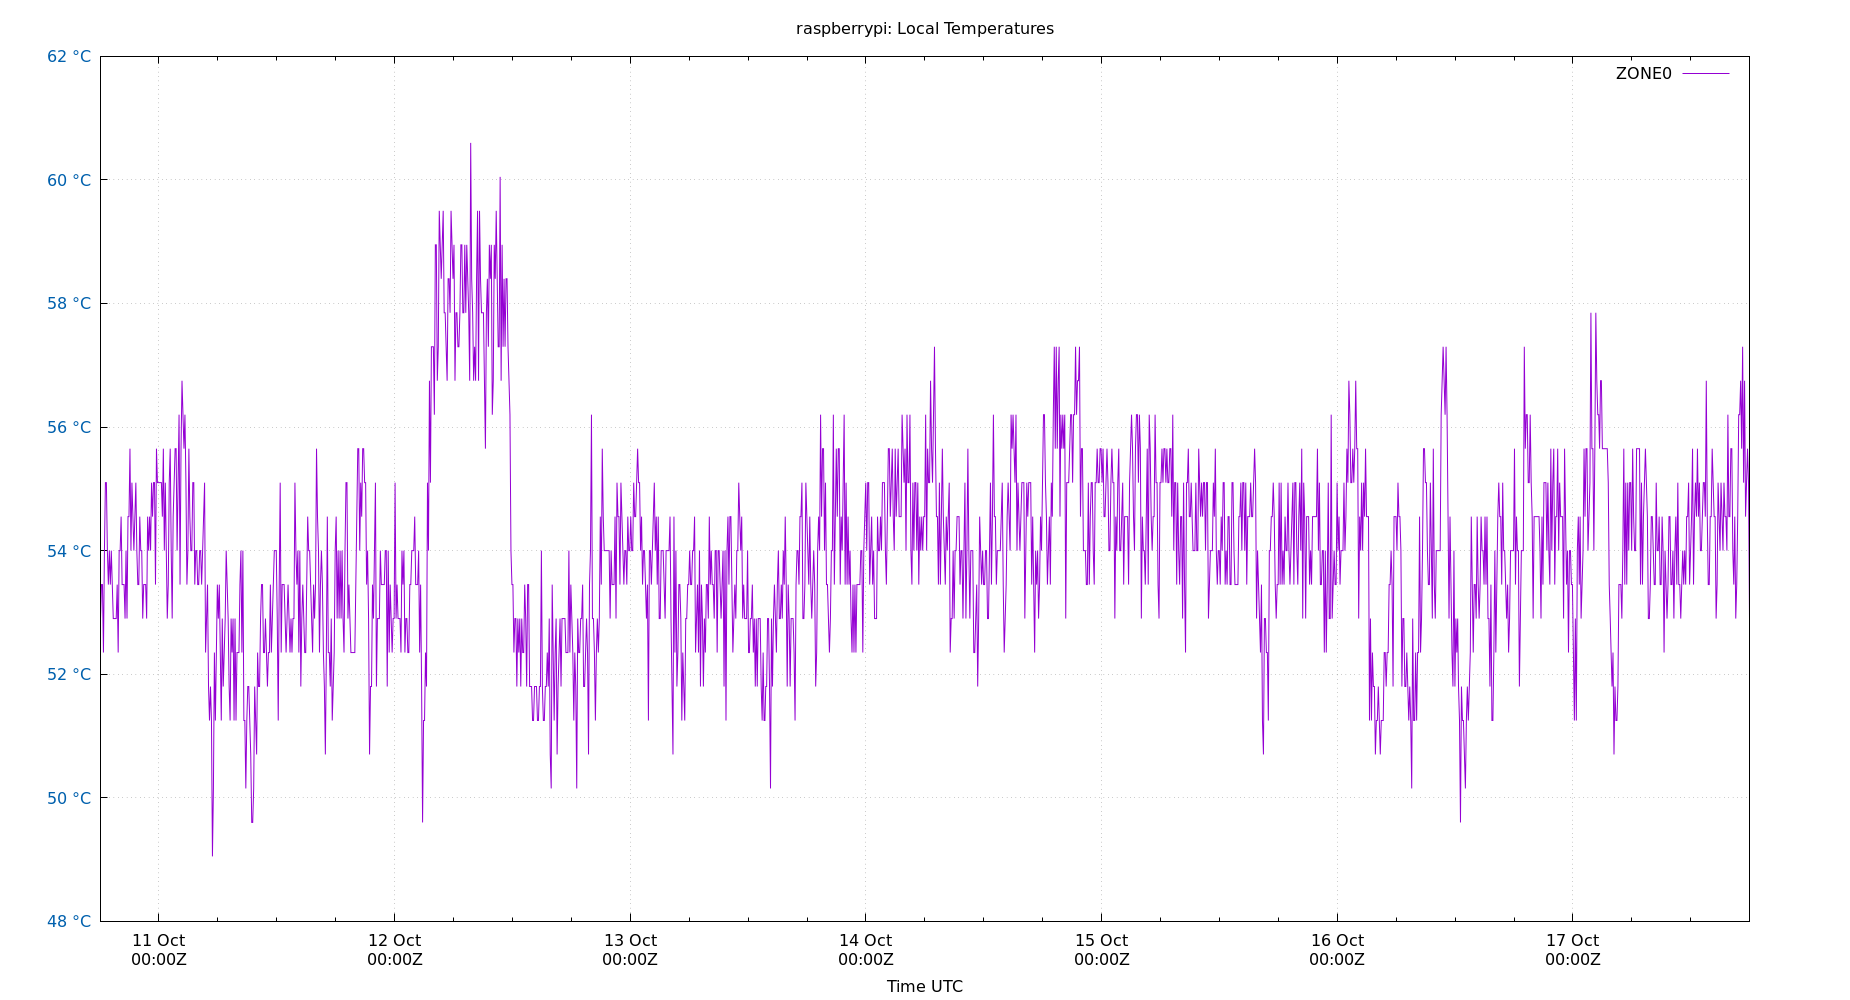 raspberrypi: Local Temperatures
62 °C
ZONE0
60 °C
58 °C
56 °C
54 °C
52 °C
50 °C
48 °C
11 Oct 12 Oct 13 Oct 14 Oct 15 Oct 16 Oct 17 Oct
00:00Z 00:00Z 00:00Z 00:00Z 00:00Z 00:00Z 00:00Z
Time UTC